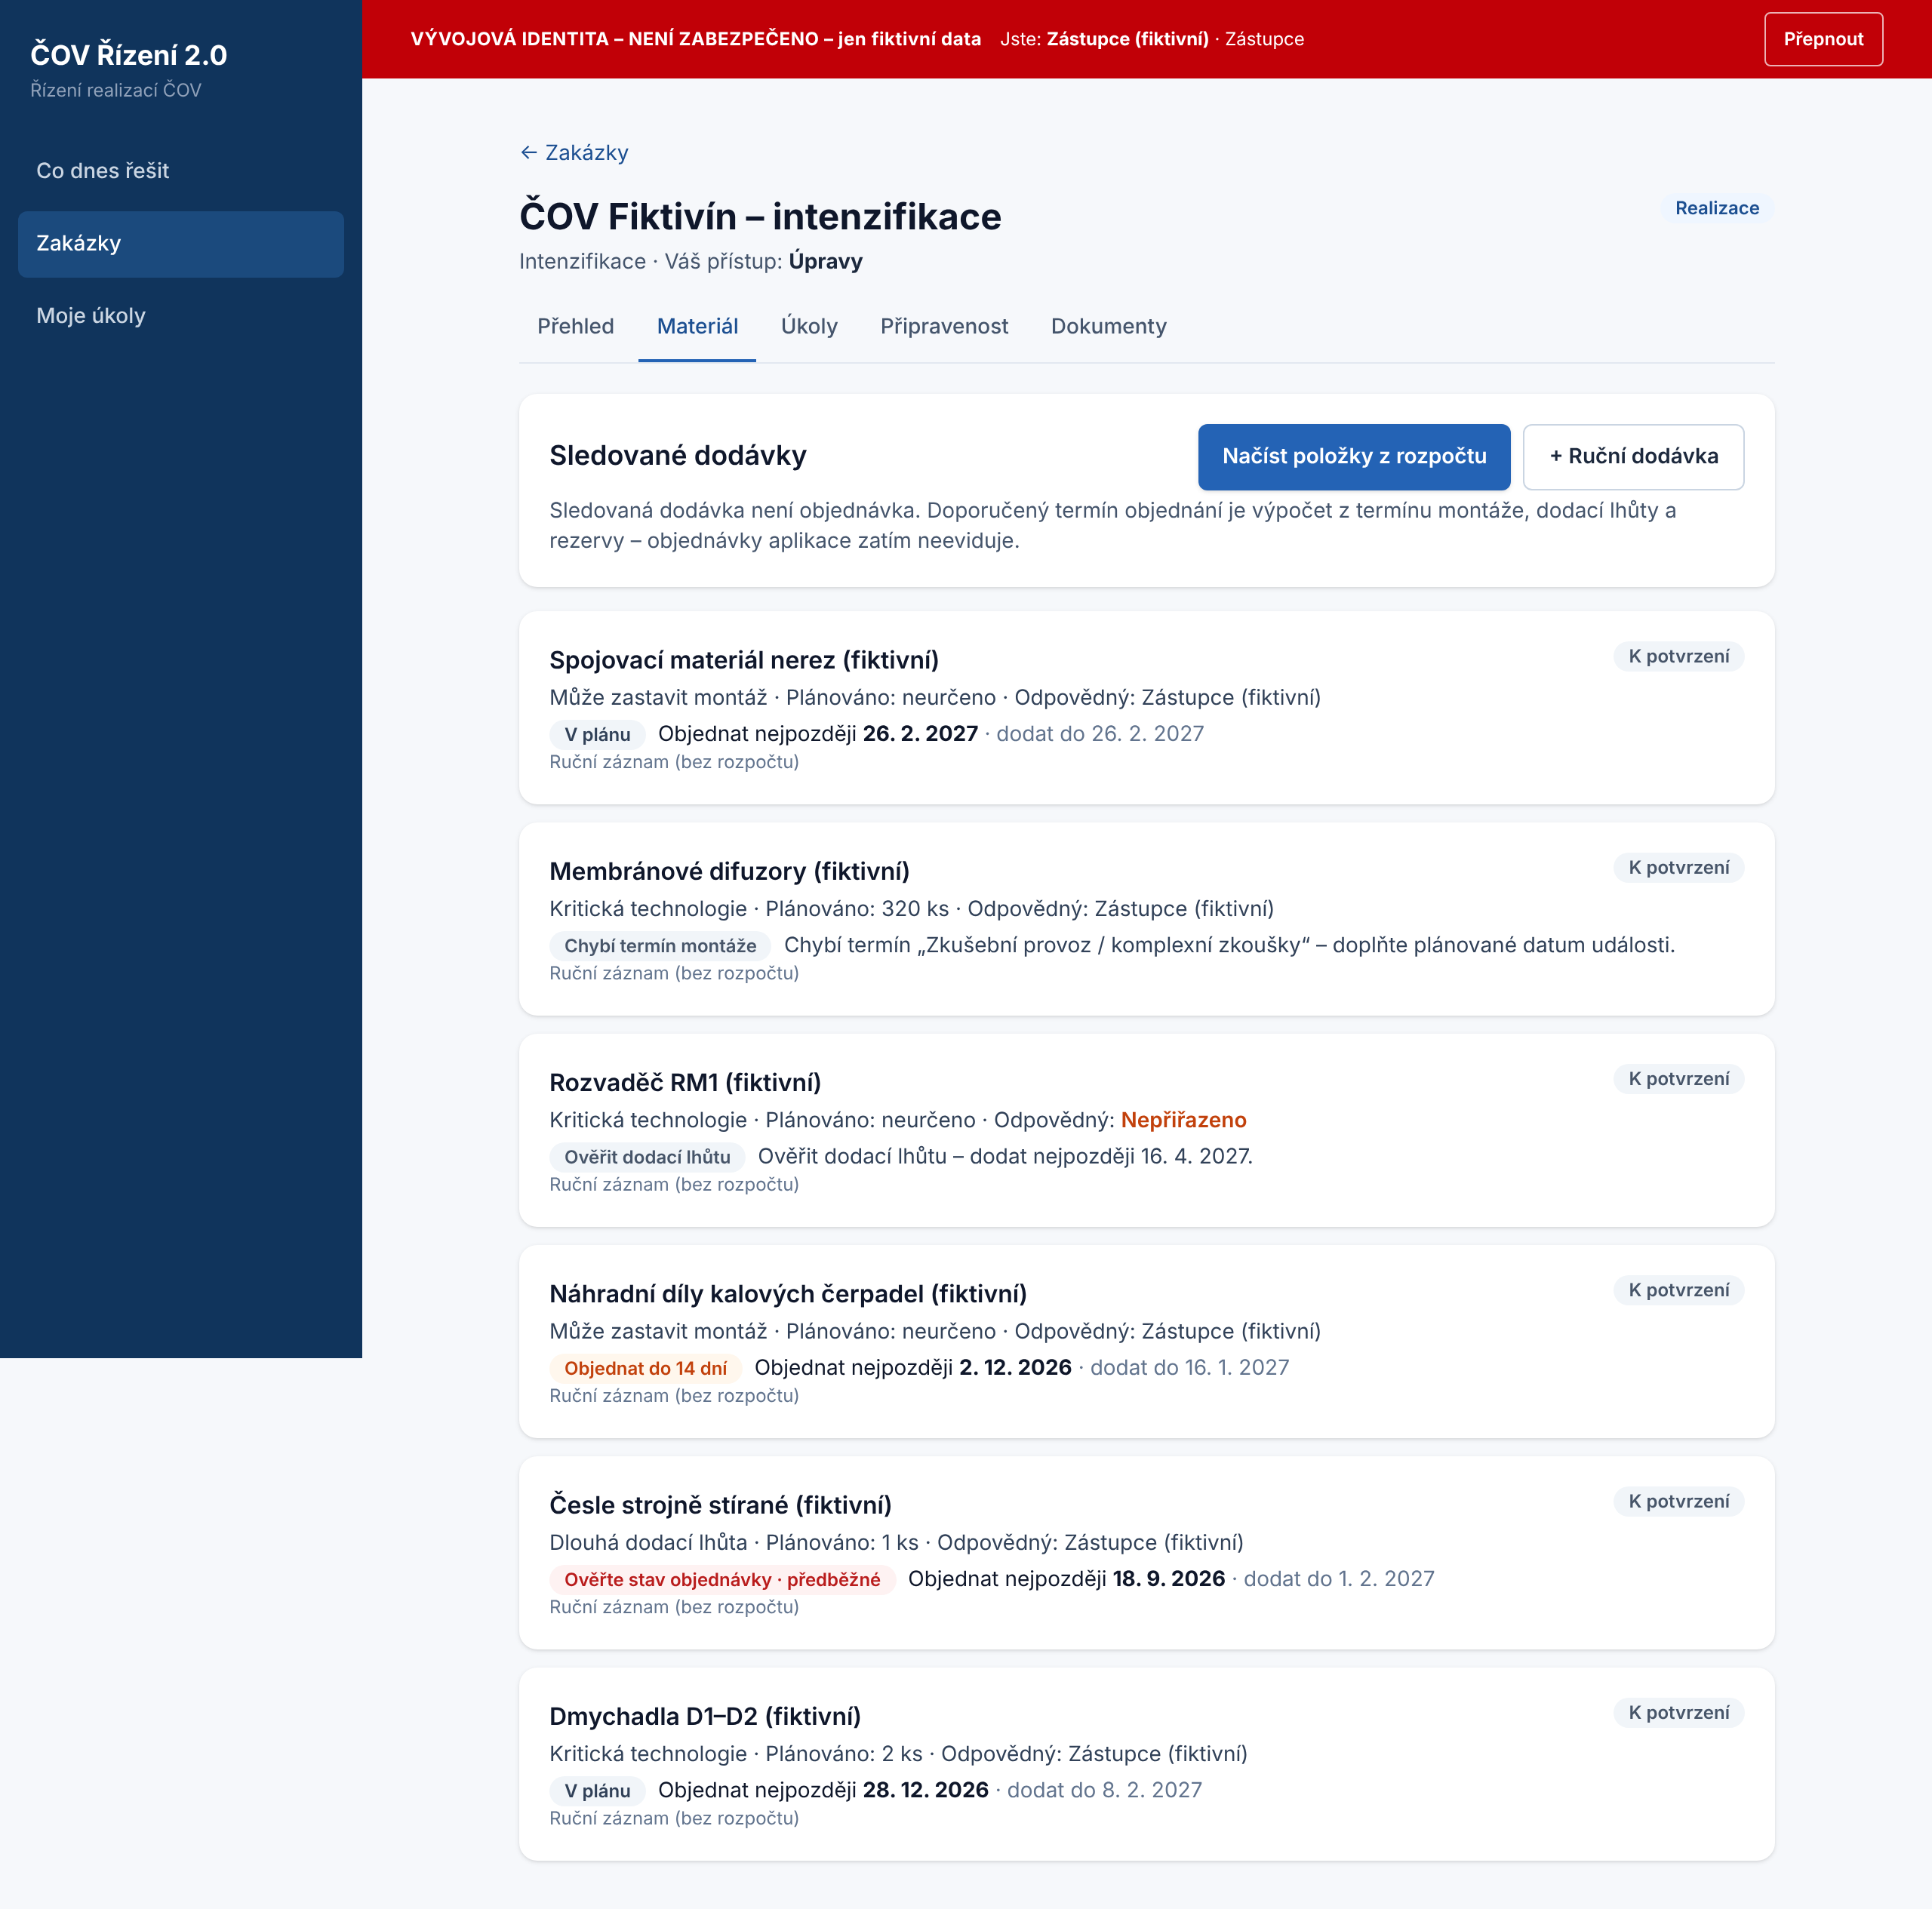 ČOV Řízení 2.0
Řízení realizací ČOV
Co dnes řešit
Zakázky
Moje úkoly
VÝVOJOVÁ IDENTITA – NENÍ ZABEZPEČENO – jen fiktivní data Jste: Zástupce (fiktivní) · Zástupce
Přepnout
← Zakázky
ČOV Fiktivín – intenzifikace
Realizace
Intenzifikace · Váš přístup: Úpravy
Přehled Materiál Úkoly Připravenost Dokumenty
Sledované dodávky
Načíst položky z rozpočtu
+ Ruční dodávka
Sledovaná dodávka není objednávka. Doporučený termín objednání je výpočet z termínu montáže, dodací lhůty a
rezervy – objednávky aplikace zatím neeviduje.
Spojovací materiál nerez (fiktivní)
K potvrzení
Může zastavit montáž · Plánováno: neurčeno · Odpovědný: Zástupce (fiktivní)
V plánu Objednat nejpozději 26. 2. 2027 · dodat do 26. 2. 2027
Ruční záznam (bez rozpočtu)
Membránové difuzory (fiktivní)
K potvrzení
Kritická technologie · Plánováno: 320 ks · Odpovědný: Zástupce (fiktivní)
Chybí termín montáže Chybí termín „Zkušební provoz / komplexní zkoušky“ – doplňte plánované datum události.
Ruční záznam (bez rozpočtu)
Rozvaděč RM1 (fiktivní)
K potvrzení
Kritická technologie · Plánováno: neurčeno · Odpovědný: Nepřiřazeno
Ověřit dodací lhůtu Ověřit dodací lhůtu – dodat nejpozději 16. 4. 2027.
Ruční záznam (bez rozpočtu)
Náhradní díly kalových čerpadel (fiktivní)
K potvrzení
Může zastavit montáž · Plánováno: neurčeno · Odpovědný: Zástupce (fiktivní)
Objednat do 14 dní Objednat nejpozději 2. 12. 2026 · dodat do 16. 1. 2027
Ruční záznam (bez rozpočtu)
Česle strojně stírané (fiktivní)
K potvrzení
Dlouhá dodací lhůta · Plánováno: 1 ks · Odpovědný: Zástupce (fiktivní)
Ověřte stav objednávky · předběžné Objednat nejpozději 18. 9. 2026 · dodat do 1. 2. 2027
Ruční záznam (bez rozpočtu)
Dmychadla D1–D2 (fiktivní)
K potvrzení
Kritická technologie · Plánováno: 2 ks · Odpovědný: Zástupce (fiktivní)
V plánu Objednat nejpozději 28. 12. 2026 · dodat do 8. 2. 2027
Ruční záznam (bez rozpočtu)